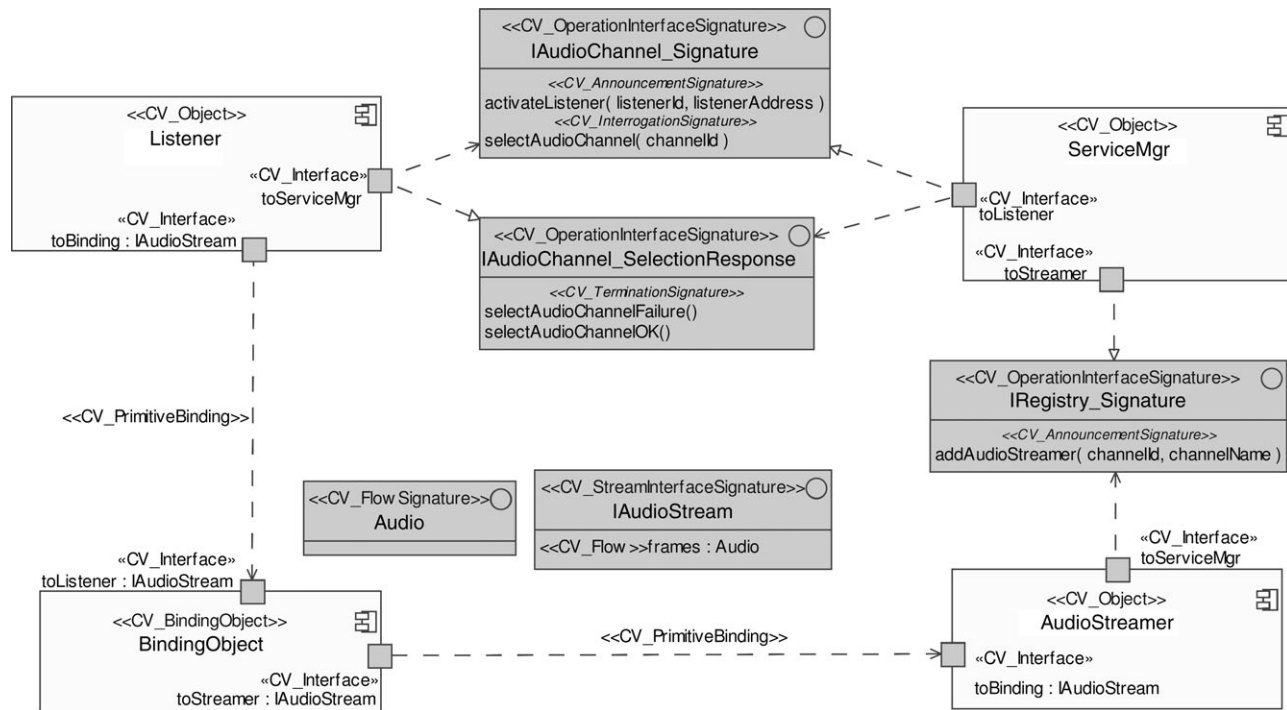 <<CV_OperationInterfaceSignature>>
IAudioChannel_Signature
<<CV_AnnouncementSignature>>
activateListener( listenerId, listenerAddress )
<<CV_InterrogationSignature>>
selectAudioChannel( channelId )
<<CV_Object>>
Listener
«CV_Interface»
toServiceMgr
«CV_Interface»
toBinding : IAudioStream
<<CV_Object>>
ServiceMgr
«CV_Interface»
toListener
«CV_Interface»
toStreamer
<<CV_OperationInterfaceSignature>>
IAudioChannel_SelectionResponse
<<CV_TerminationSignature>>
selectAudioChannelFailure()
selectAudioChannelOK()
<<CV_OperationInterfaceSignature>>
IRegistry_Signature
<<CV_AnnouncementSignature>>
addAudioStreamer( channelId, channelName )
<<CV_PrimitiveBinding>>
<<CV_Flow Signature>>
Audio
<<CV_StreamInterfaceSignature>>
IAudioStream
<<CV_Flow >>frames : Audio
«CV_Interface»
toListener : IAudioStream
<<CV_BindingObject>>
BindingObject
«CV_Interface»
toStreamer : IAudioStream
<<CV_PrimitiveBinding>>
«CV_Interface»
toServiceMgr
<<CV_Object>>
AudioStreamer
«CV_Interface»
toBinding : IAudioStream